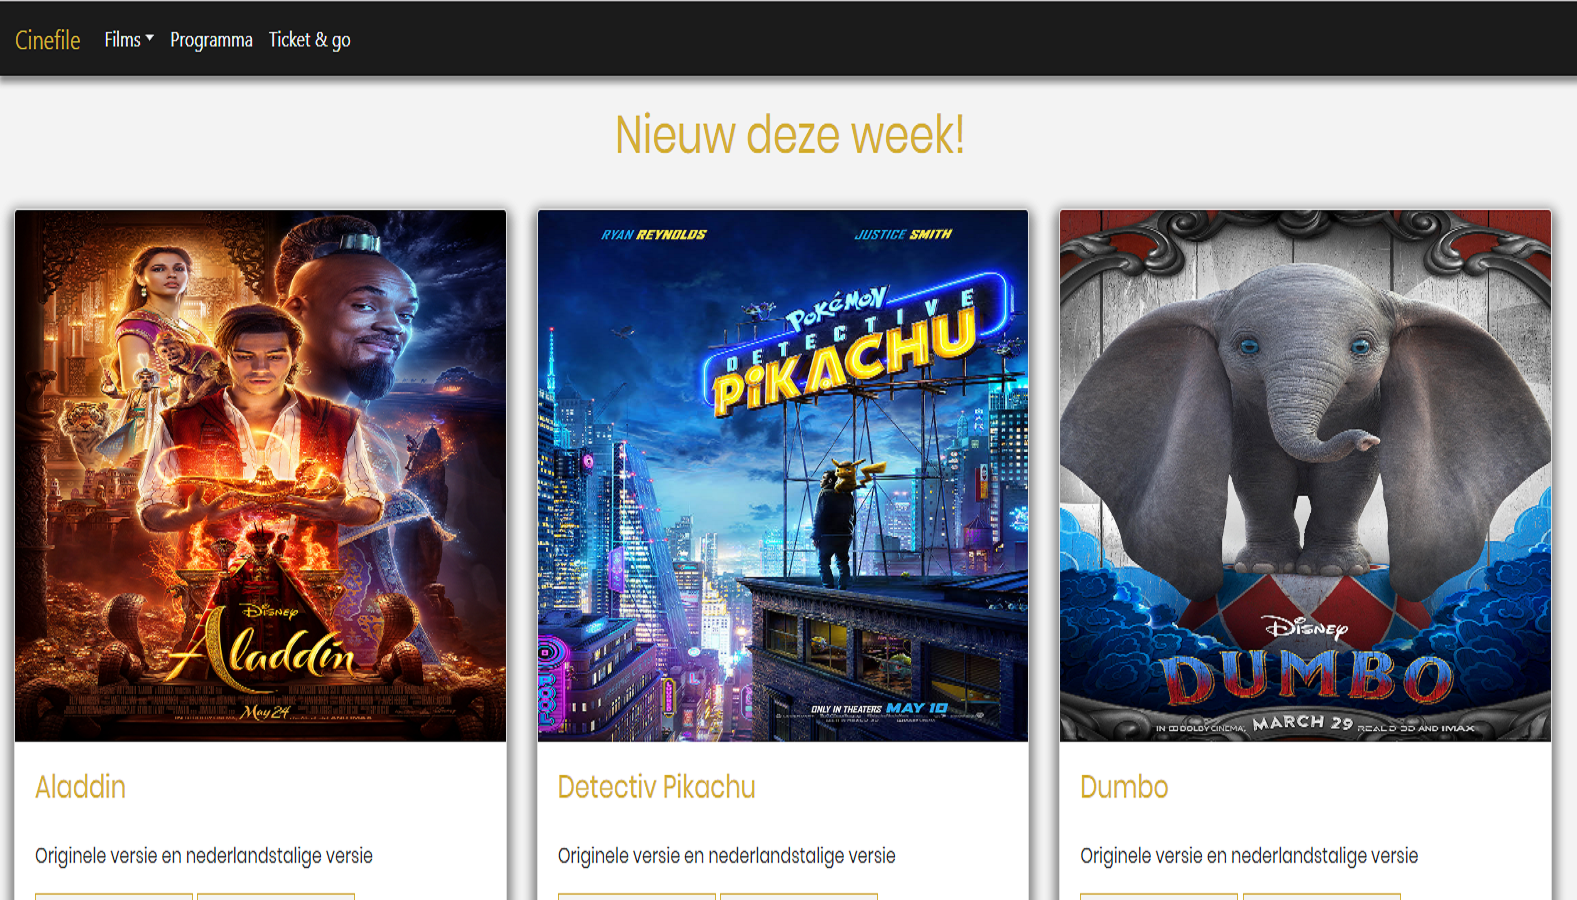 Cinefile Films Programma Ticket & go
Nieuw deze week!
RYAN REYNOLDS JUSTICE SMITH
POKéMON
DETECTIVE
PIKACHU
DISNEY
Aladdin
May 24
ONLY IN THEATERS MAY 10
DISNEY
DUMBO
IN DOLBY CINEMA, MARCH 29 REAL D 3D AND IMAX
Aladdin Detectiv Pikachu Dumbo
Originele versie en nederlandstalige versie Originele versie en nederlandstalige versie Originele versie en nederlandstalige versie